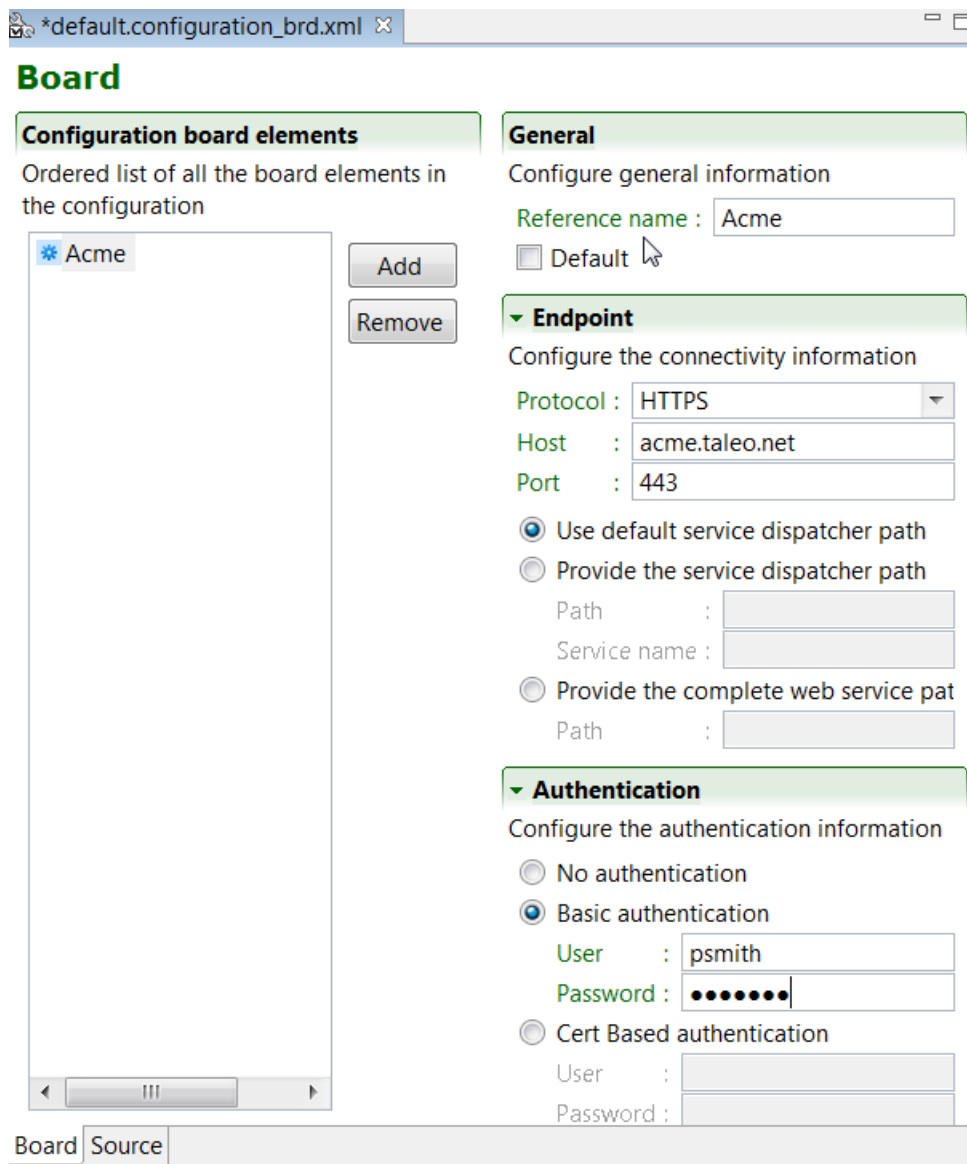 *default.configuration_brd.xml
Board
Configuration board elements
Ordered list of all the board elements in
the configuration
Acme
Add
Remove
General
Configure general information
Reference name : Acme
Default
Endpoint
Configure the connectivity information
Protocol : HTTPS
Host : acme.taleo.net
Port : 443
Use default service dispatcher path
Provide the service dispatcher path
Path :
Service name :
Provide the complete web service pat
Path :
Authentication
Configure the authentication information
No authentication
Basic authentication
User : psmith
Password : ●●●●●●●
Cert Based authentication
User :
Password :
Board Source